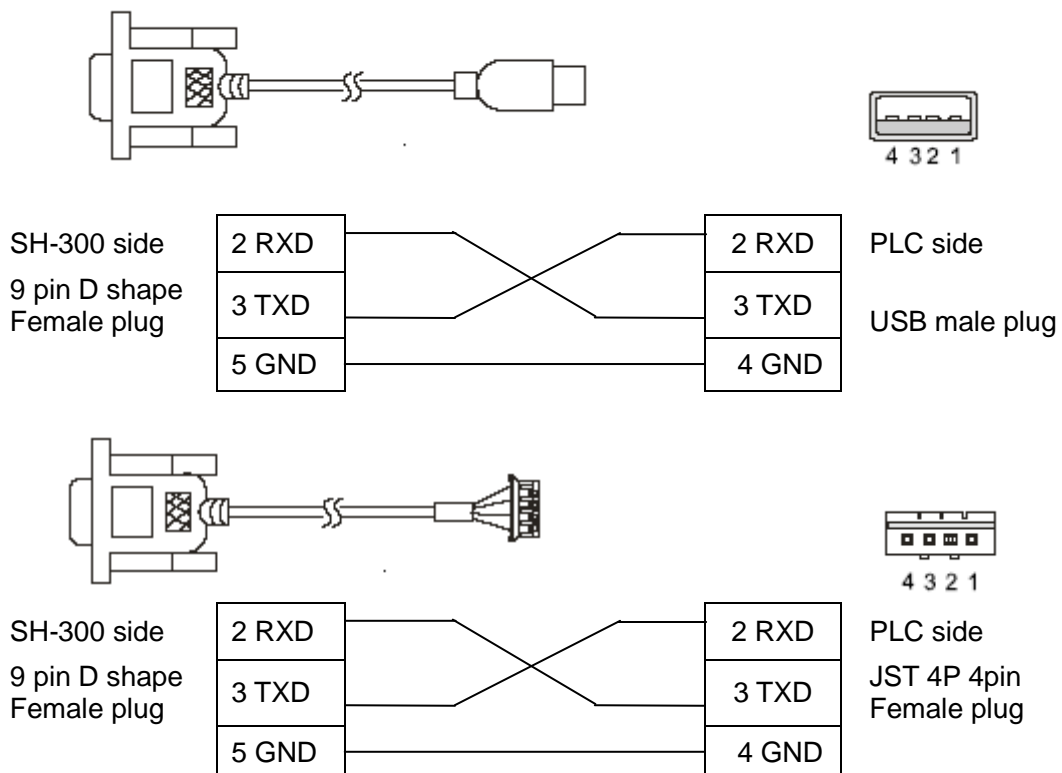 4 3 2 1
SH-300 side
2 RXD
2 RXD
PLC side
9 pin D shape
Female plug
3 TXD
3 TXD
USB male plug
5 GND
4 GND
4 3 2 1
SH-300 side
2 RXD
2 RXD
PLC side
9 pin D shape
Female plug
3 TXD
3 TXD
JST 4P 4pin
Female plug
5 GND
4 GND